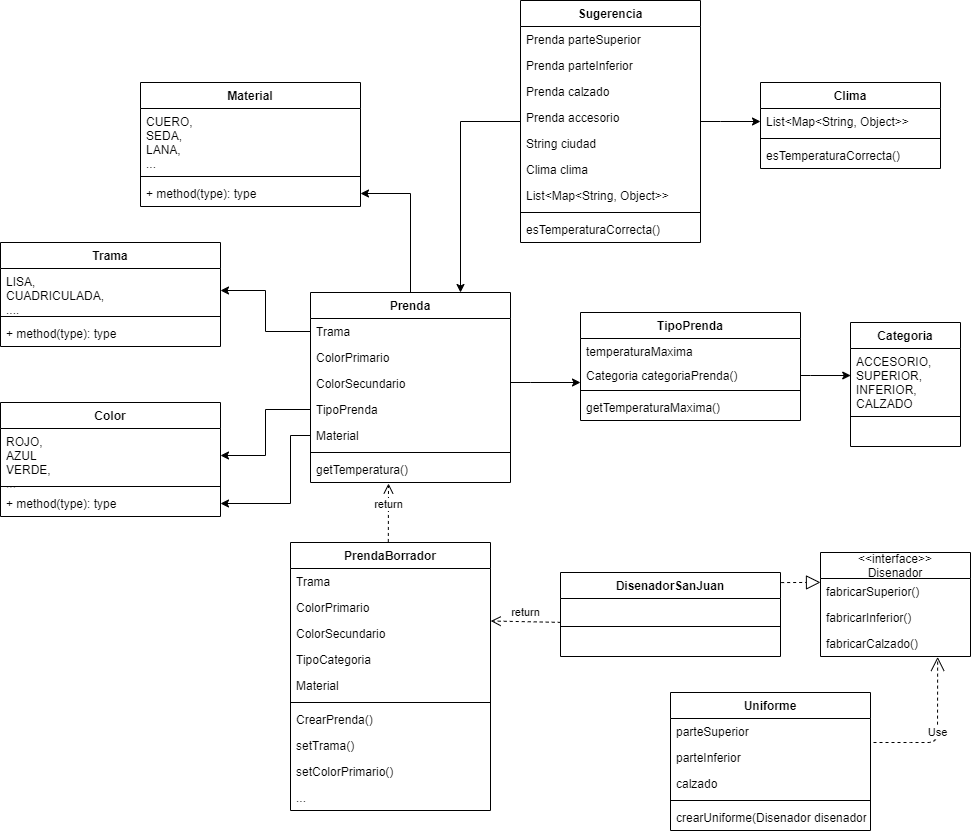 Sugerencia
Prenda parteSuperior
Prenda parteInferior
Prenda calzado
Prenda accesorio
String ciudad
Clima clima
List<Map<String, Object>>
esTemperaturaCorrecta()
Clima
List<Map<String, Object>>
esTemperaturaCorrecta()
Material
CUERO,
SEDA,
LANA,
...
+ method(type): type
Trama
LISA,
CUADRICULADA,
....
+ method(type): type
Color
ROJO,
AZUL
VERDE,
...
+ method(type): type
Prenda
Trama
ColorPrimario
ColorSecundario
TipoPrenda
Material
getTemperatura()
TipoPrenda
temperaturaMaxima
Categoria categoriaPrenda()
getTemperaturaMaxima()
Categoria
ACCESORIO,
SUPERIOR,
INFERIOR,
CALZADO
return
PrendaBorrador
Trama
ColorPrimario
ColorSecundario
TipoCategoria
Material
CrearPrenda()
setTrama()
setColorPrimario()
...
return
DisenadorSanJuan
<<interface>>
Disenador
fabricarSuperior()
fabricarInferior()
fabricarCalzado()
Use
Uniforme
parteSuperior
parteInferior
calzado
crearUniforme(Disenador disenador